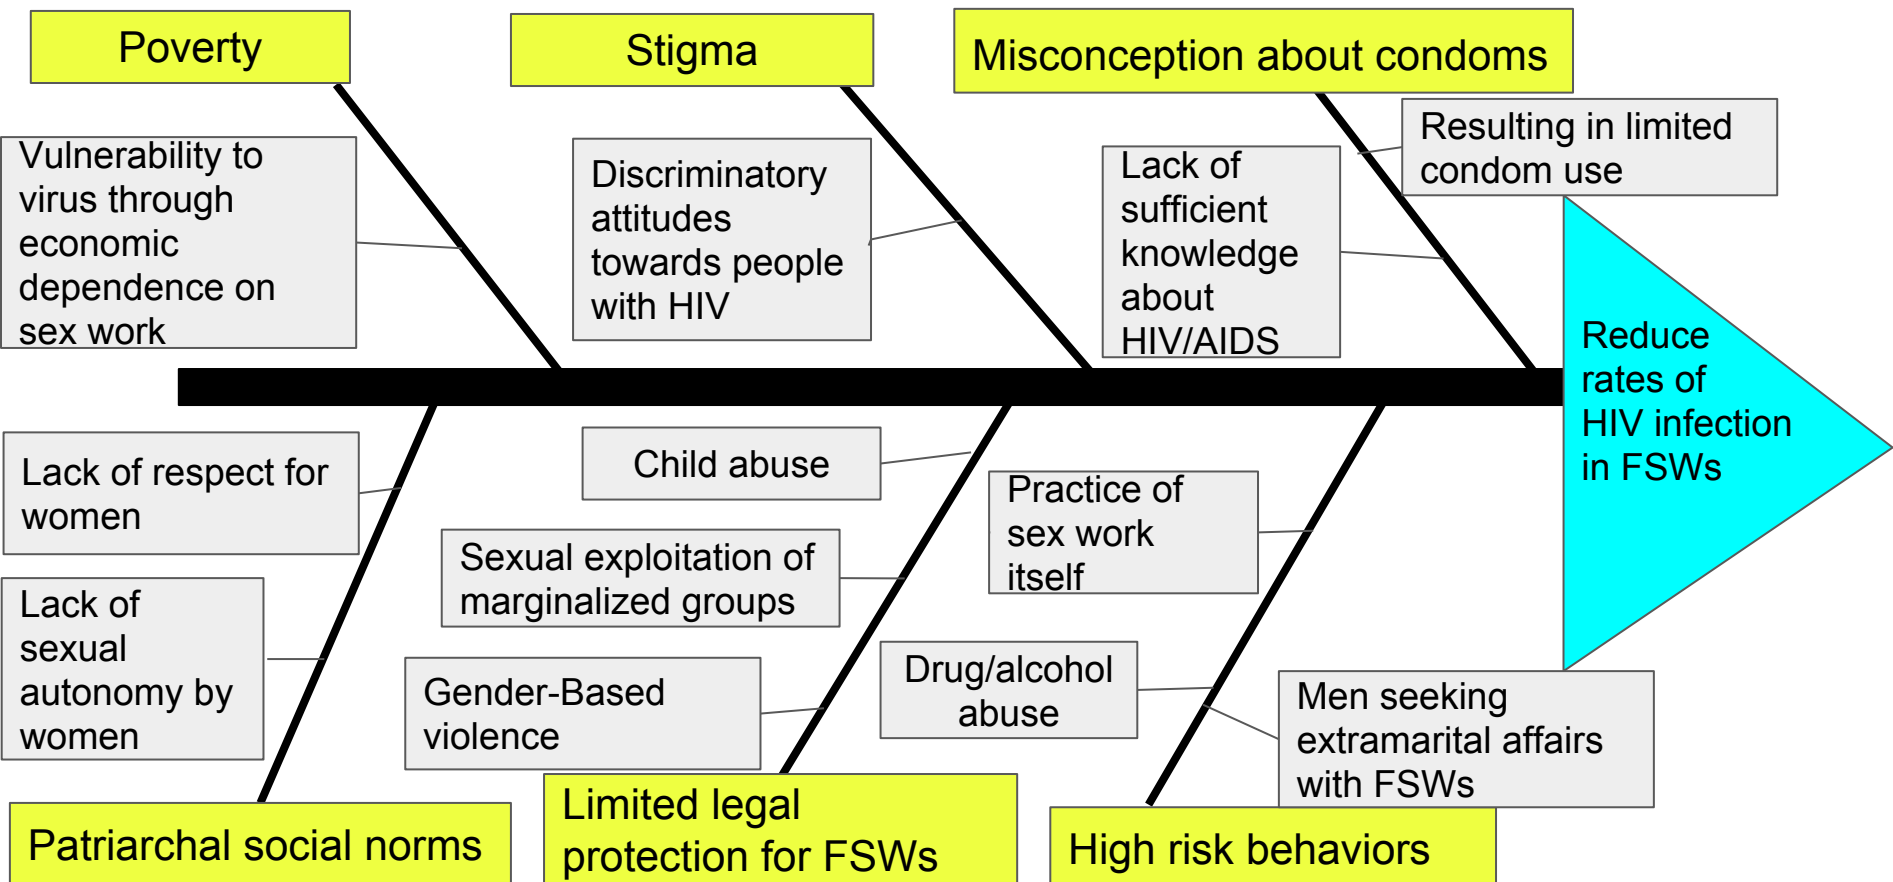 Poverty
Stigma
Misconception about condoms
Vulnerability to
virus through
economic
dependence on
sex work
Discriminatory
attitudes
towards people
with HIV
Lack of
sufficient
knowledge
about
HIV/AIDS
Resulting in limited
condom use
Reduce
rates of
HIV infection
in FSWs
Lack of respect for
women
Lack of
sexual
autonomy by
women
Child abuse
Sexual exploitation of
marginalized groups
Gender-Based
violence
Practice of
sex work
itself
Drug/alcohol
abuse
Men seeking
extramarital affairs
with FSWs
Patriarchal social norms
Limited legal
protection for FSWs
High risk behaviors